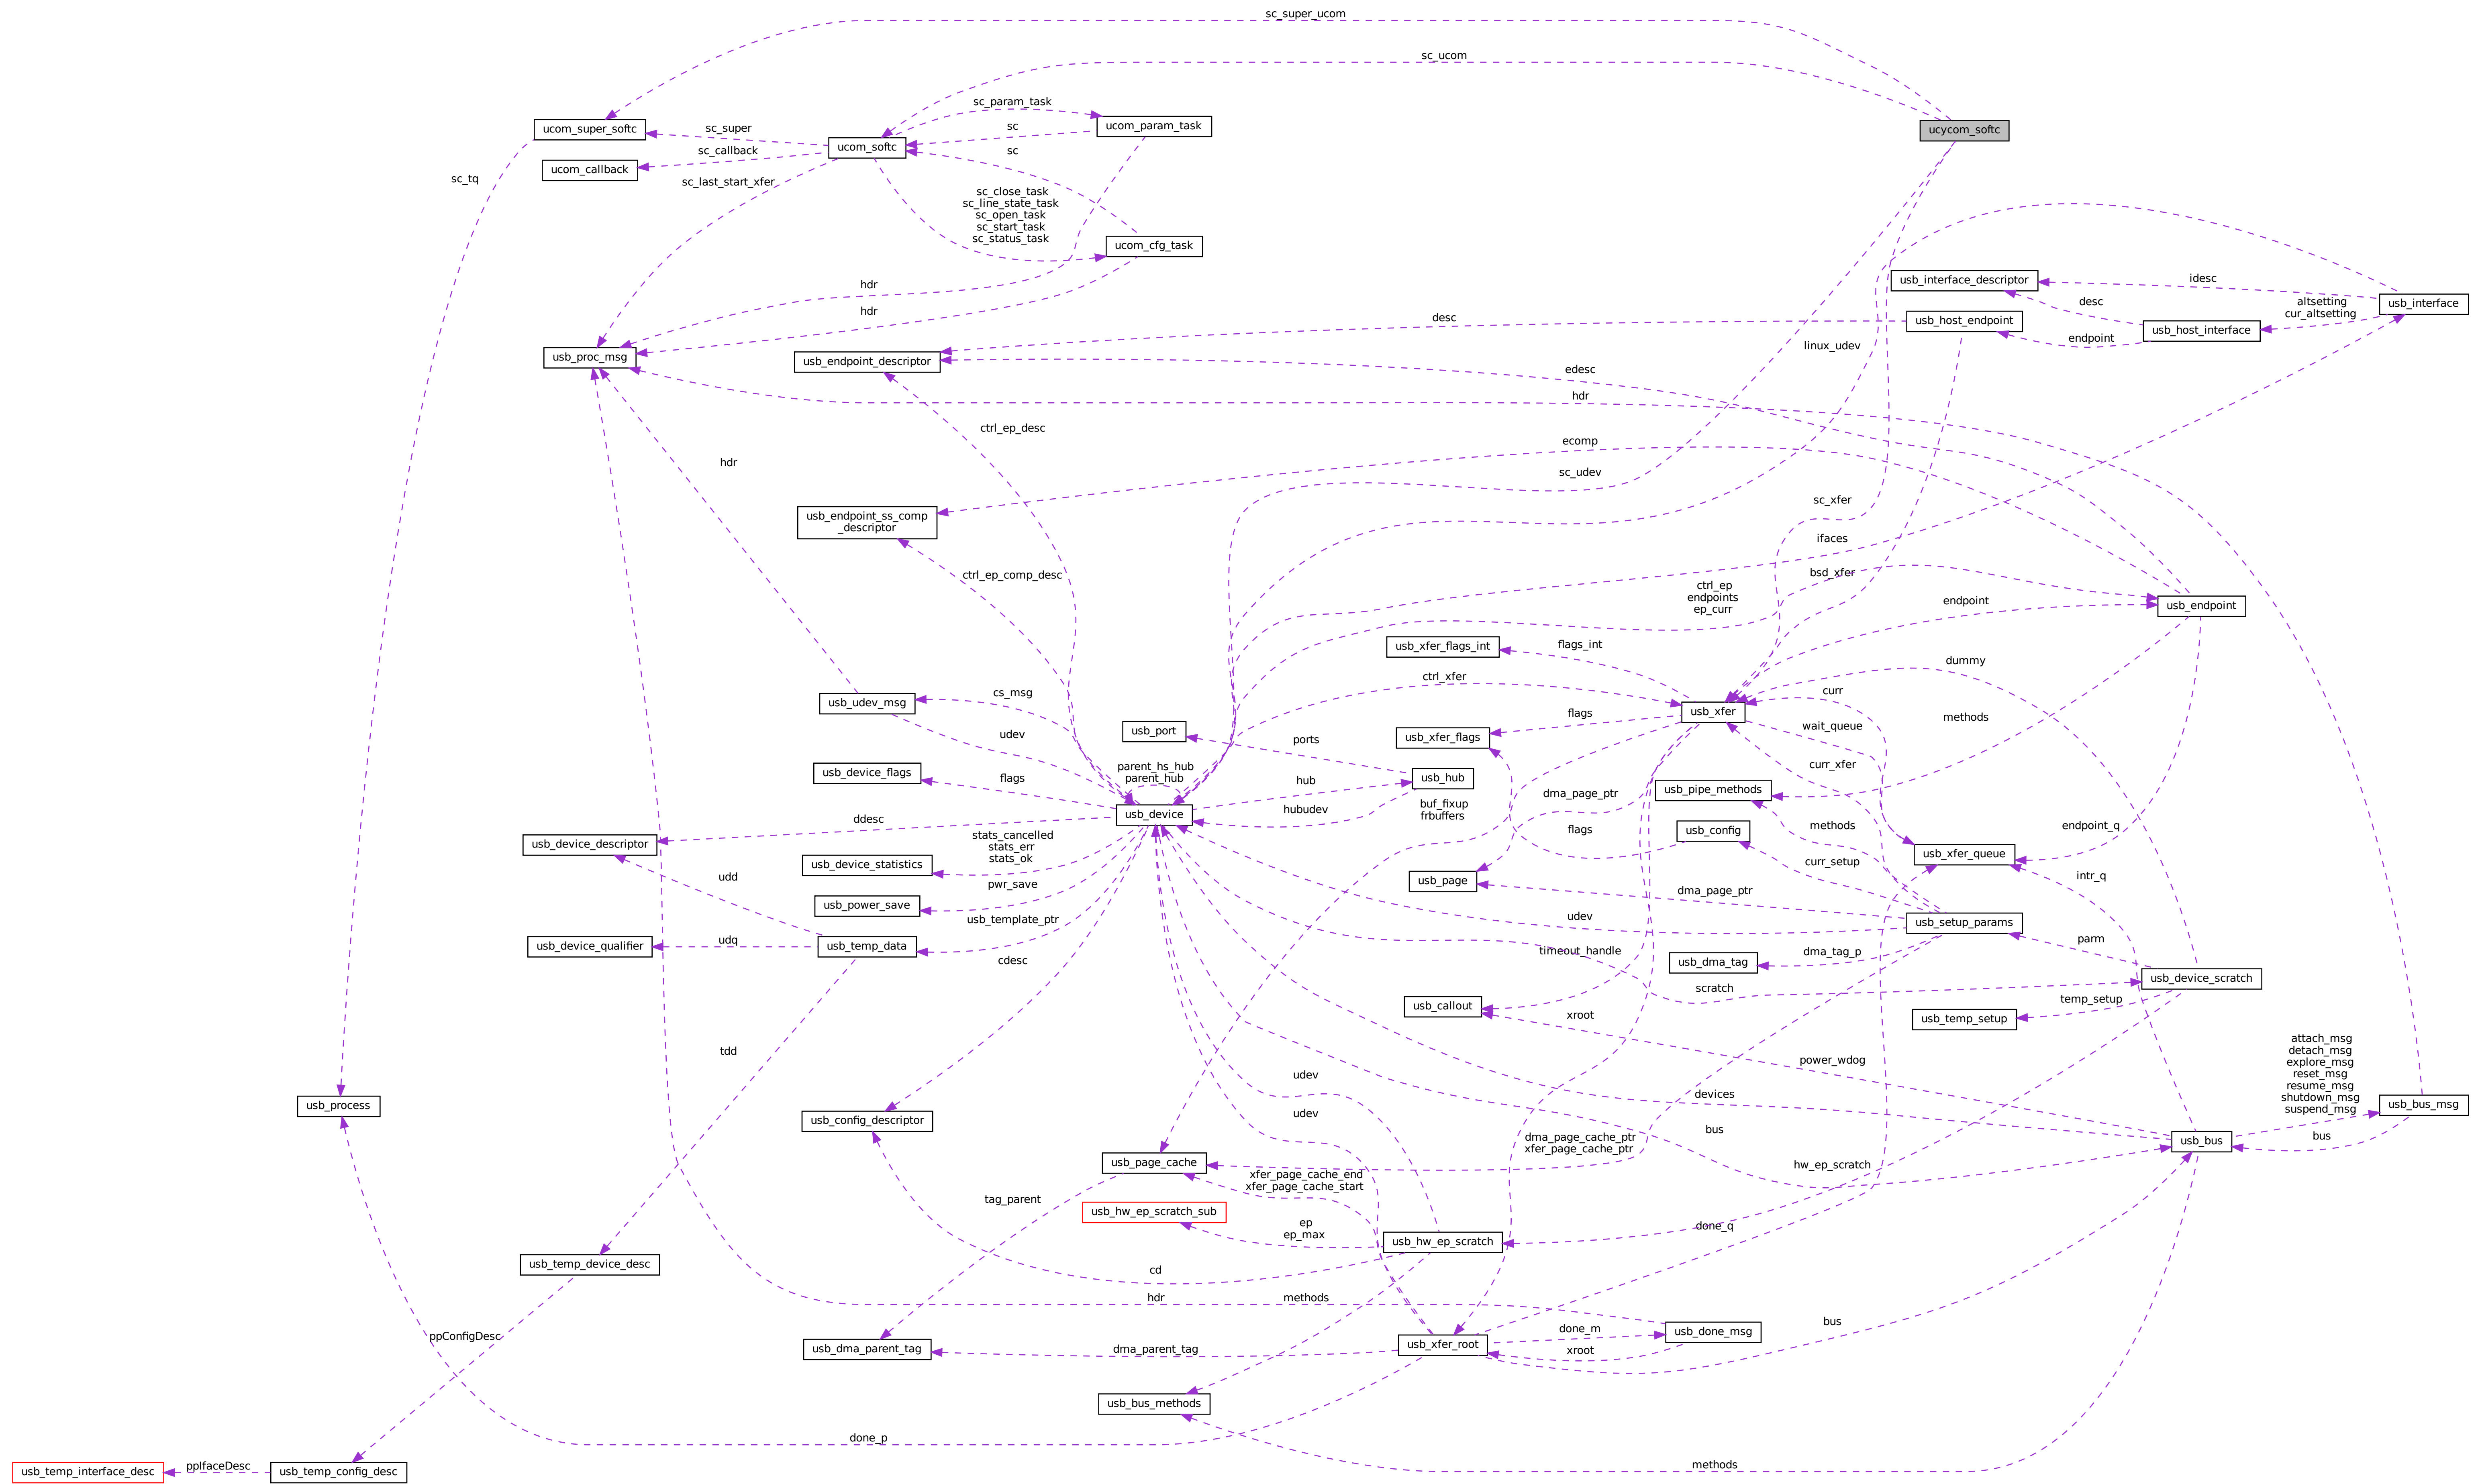 sc_super_ucom
sc_ucom
ucycom_softc
sc_param_task
ucom_param_task
ucom_super_softc
sc_super
ucom_softc
sc
sc_callback
ucom_callback
sc
sc_tq
sc_last_start_xfer
sc_close_task
sc_line_state_task
sc_open_task
sc_start_task
sc_status_task
ucom_cfg_task
hdr
hdr
usb_interface_descriptor
idesc
usb_interface
altsetting
cur_altsetting
desc
usb_host_interface
usb_host_endpoint
endpoint
desc
linux_udev
usb_proc_msg
usb_endpoint_descriptor
edesc
hdr
ctrl_ep_desc
ecomp
hdr
sc_udev
sc_xfer
usb_endpoint_ss_comp
_descriptor
ifaces
ctrl_ep_comp_desc
bsd_xfer
ctrl_ep
endpoints
ep_curr
endpoint
usb_endpoint
usb_xfer_flags_int
flags_int
dummy
ctrl_xfer
cs_msg
usb_udev_msg
curr
usb_xfer
flags
wait_queue
methods
usb_port
udev
ports
usb_xfer_flags
parent_hs_hub
parent_hub
curr_xfer
usb_device_flags
flags
hub
usb_hub
usb_pipe_methods
dma_page_ptr
buf_fixup
frbuffers
hubudev
usb_device
ddesc
flags
usb_config
methods
endpoint_q
usb_device_descriptor
stats_cancelled
stats_err
stats_ok
usb_device_statistics
usb_xfer_queue
curr_setup
intr_q
udd
pwr_save
usb_page
dma_page_ptr
usb_power_save
usb_template_ptr
udev
usb_setup_params
parm
usb_device_qualifier
udq
usb_temp_data
cdesc
timeout_handle
dma_tag_p
usb_dma_tag
usb_device_scratch
scratch
temp_setup
usb_callout
xroot
usb_temp_setup
tdd
power_wdog
attach_msg
detach_msg
explore_msg
reset_msg
resume_msg
shutdown_msg
suspend_msg
udev
devices
usb_process
usb_config_descriptor
udev
bus
usb_bus_msg
usb_bus
bus
dma_page_cache_ptr
xfer_page_cache_ptr
usb_page_cache
hw_ep_scratch
xfer_page_cache_end
xfer_page_cache_start
tag_parent
usb_hw_ep_scratch_sub
ep
ep_max
done_q
usb_hw_ep_scratch
usb_temp_device_desc
cd
hdr
methods
ppConfigDesc
usb_dma_parent_tag
dma_parent_tag
usb_xfer_root
done_m
xroot
usb_done_msg
bus
usb_bus_methods
done_p
methods
usb_temp_interface_desc
ppIfaceDesc
usb_temp_config_desc